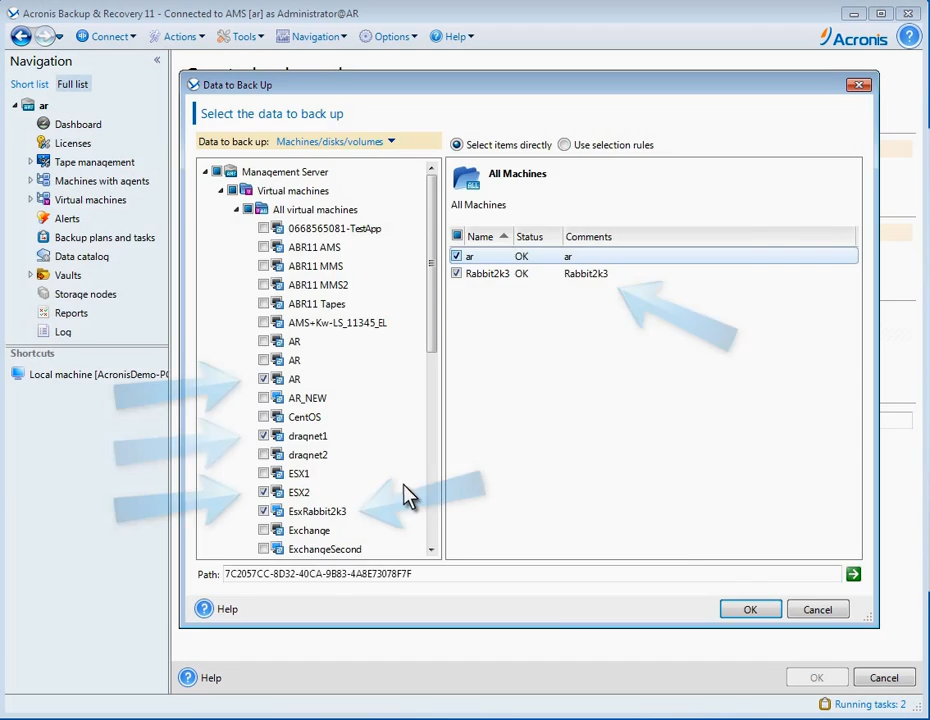 Acronis Backup & Recovery 11 - Connected to AMS [ar] as Administrator@AR
Connect Actions Tools Navigation Options Help
Acronis
Navigation
Short list Full list
ar
Dashboard
Licenses
Tape management
Machines with agents
Virtual machines
Alerts
Backup plans and tasks
Data catalog
Vaults
Storage nodes
Reports
Log
Shortcuts
Local machine [AcronisDemo-P
Data to Back Up
Select the data to back up
Data to back up: Machines/disks/volumes
Select items directly Use selection rules
Management Server
Virtual machines
All virtual machines
0668565081-TestApp
ABR11 AMS
ABR11 MMS
ABR11 MMS2
ABR11 Tapes
AMS+Kw-LS_11345_EL
AR
AR
AR
AR_NEW
CentOS
draqnet1
draqnet2
ESX1
ESX2
EsxRabbit2k3
Exchange
ExchangeSecond
ALL
All Machines
All Machines
Name Status Comments
ar OK ar
Rabbit2k3 OK Rabbit2k3
Path: 7C2057CC-8D32-40CA-9B83-4A8E73078F7F
Help
OK Cancel
Help
OK Cancel
Running tasks: 2